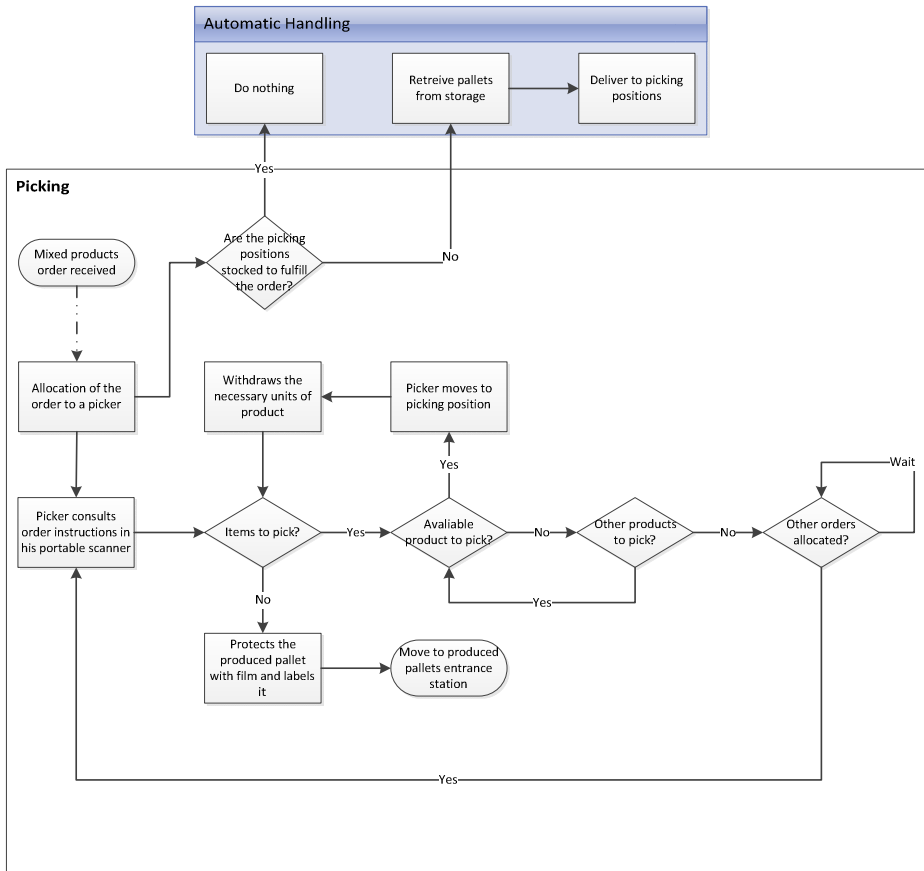 Automatic Handling
Do nothing
Retreive pallets
from storage
Deliver to picking
positions
Yes
Picking
Are the picking
positions
stocked to fulfill
the order?
No
Mixed products
order received
Allocation of the
order to a picker
Withdraws the
necessary units of
product
Picker moves to
picking position
Yes
Wait
Picker consults
order instructions in
his portable scanner
Items to pick?
Yes
Avaliable
product to pick?
No
Other products
to pick?
No
Other orders
allocated?
No
Yes
Protects the
produced pallet
with film and labels
it
Move to produced
pallets entrance
station
Yes